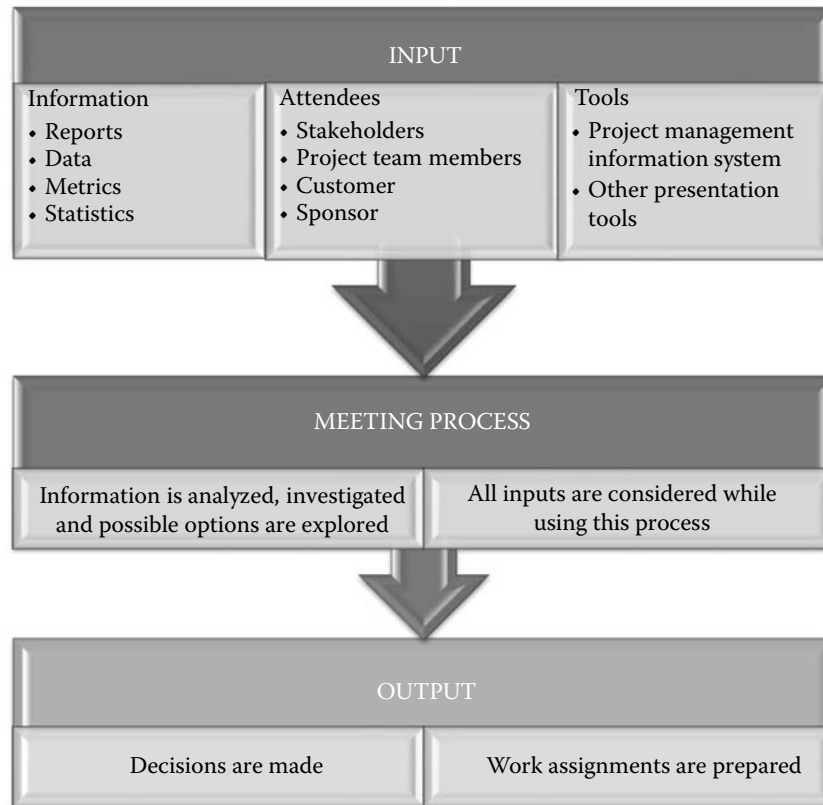 INPUT
Information
• Reports
• Data
• Metrics
• Statistics
Attendees
• Stakeholders
• Project team members
• Customer
• Sponsor
Tools
• Project management
information system
• Other presentation
tools
MEETING PROCESS
Information is analyzed, investigated
and possible options are explored
All inputs are considered while
using this process
OUTPUT
Decisions are made
Work assignments are prepared